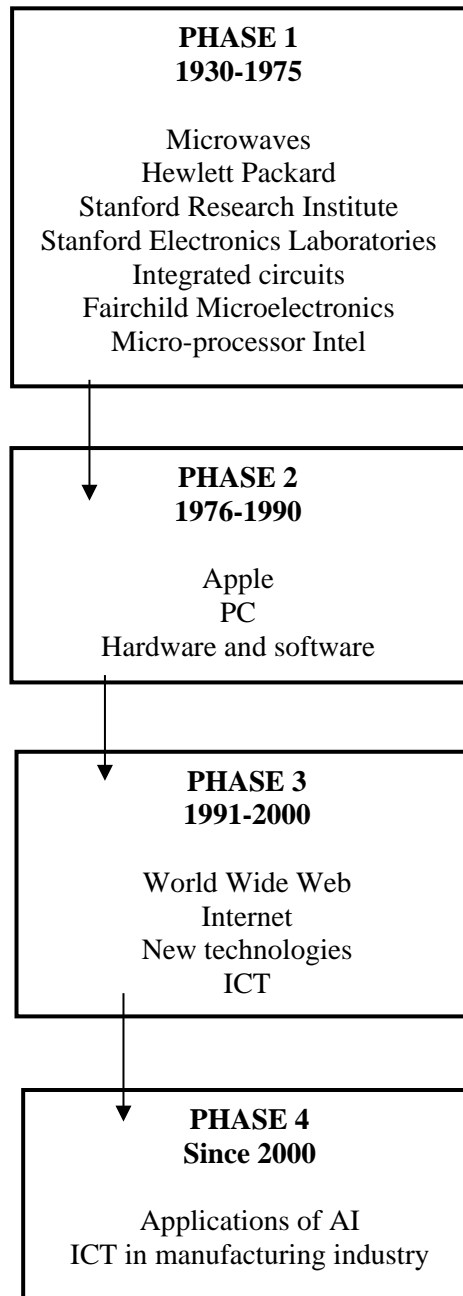 PHASE 1
1930-1975
Microwaves
Hewlett Packard
Stanford Research Institute
Stanford Electronics Laboratories
Integrated circuits
Fairchild Microelectronics
Micro-processor Intel
PHASE 2
1976-1990
Apple
PC
Hardware and software
PHASE 3
1991-2000
World Wide Web
Internet
New technologies
ICT
PHASE 4
Since 2000
Applications of AI
ICT in manufacturing industry